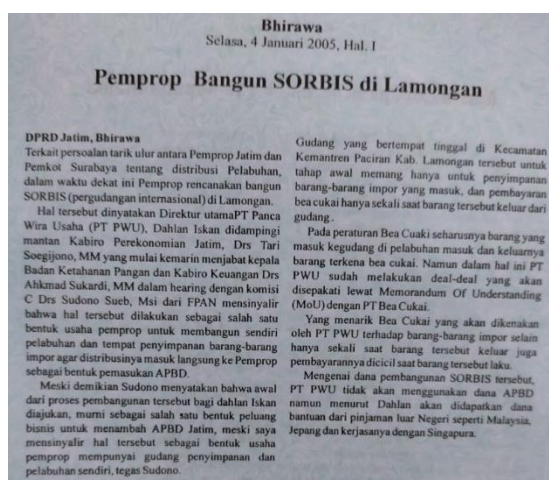 Bhirawa
Selasa, 4 Januari 2005, Hal. I
Pemprop Bangun SORBIS di Lamongan
DPRD Jatim, Bhirawa
Terkait persoalan tarik ulur antara Pemprop Jatim dan
Pemkot Surabaya tentang distribusi Pelabuhan,
dalam waktu dekat ini Pemprop rencanakan bangun
SORBIS (pergudangan internasional) di Lamongan.
Hal tersebut dinyatakan Direktur utamaPT Panca
Wira Usaha (PT PWU), Dahlan Iskan didampingi
mantan Kabiro Perekonomian Jatim, Drs Tari
Soegijono, MM yang mulai kemarin menjabat kepala
Badan Ketahanan Pangan dan Kabiro Keuangan Drs
Ahkmad Sukardi, MM dalam hearing dengan komisi
C Drs Sudono Sueb, Msi dari FPAN mensinyalir
bahwa hal tersebut dilakukan sebagai salah satu
bentuk usaha pemprop untuk membangun sendiri
pelabuhan dan tempat penyimpanan barang-barang
impor agar distribusinya masuk langsung ke Pemprop
sebagai bentuk pemasukan APBD.
Meski demikian Sudono menyatakan bahwa awal
dari proses pembangunan tersebut bagi dahlan Iskan
diajukan, murni sebagai salah satu bentuk peluang
bisnis untuk menambah APBD Jatim, meski saya
mensinyalir hal tersebut sebagai bentuk usaha
pemprop mempunyai gudang penyimpanan dan
pelabuhan sendiri, tegas Sudono.
Gudang yang bertempat tinggal di Kecamatan
Kemantren Paciran Kab. Lamongan tersebut untuk
tahap awal memang hanya untuk penyimpanan
barang-barang impor yang masuk, dan pembayaran
bea cukai hanya sekali saat barang tersebut keluar dari
gudang.
Pada peraturan Bea Cuaki seharusnya barang yang
masuk kegudang di pelabuhan masuk dan keluarnya
barang terkena bea cukai. Namun dalam hal ini PT
PWU sudah melakukan deal-deal yang akan
disepakati lewat Memorandum Of Understanding
(MoU) dengan PT Bea Cukai.
Yang menarik Bea Cukai yang akan dikenakan
oleh PT PWU terhadap barang-barang impor selain
hanya sekali saat barang tersebut keluar juga
pembayarannya dicicil saat barang tersebut laku.
Mengenai dana pembangunan SORBIS tersebut,
PT PWU tidak akan menggunakan dana APBD
namun menurut Dahlan akan didapatkan dana
bantuan dari pinjaman luar Negeri seperti Malaysia,
Jepang dan kerjasanya dengan Singapura.